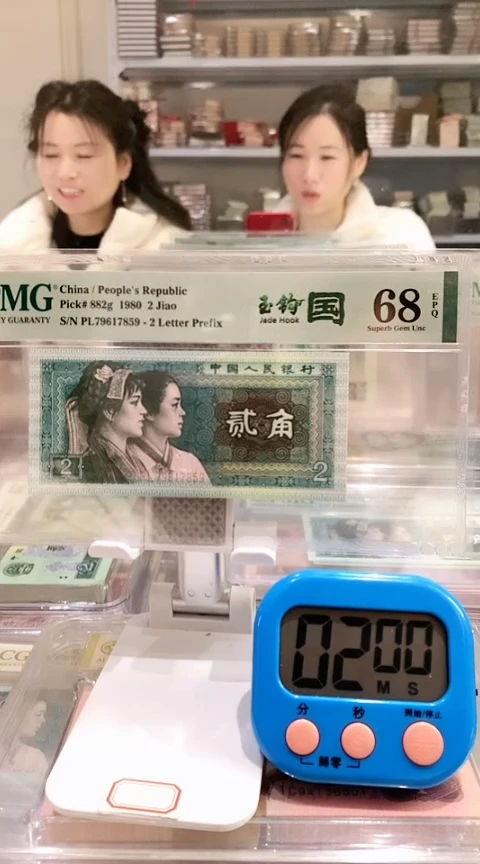 MG
Y GUARANTY
China / People's Republic
Pick# 882g 1980 2 Jiao
S/N PL79617859 - 2 Letter Prefix
玉钩
Jade Hook
国
68
EPQ
Superb Gem Unc
中国人民银行
贰角
2
2
02 00
M S
分
秒
開始/停止
歸零